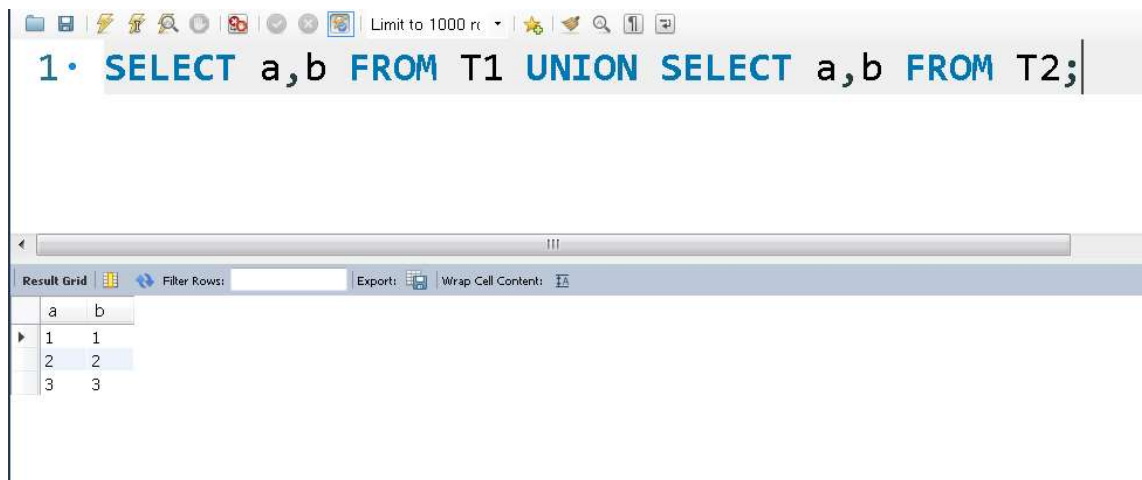 Limit to 1000 rc
1 SELECT a,b FROM T1 UNION SELECT a,b FROM T2;
Result Grid Filter Rows: Export: Wrap Cell Content:
a b
1 1
2 2
3 3